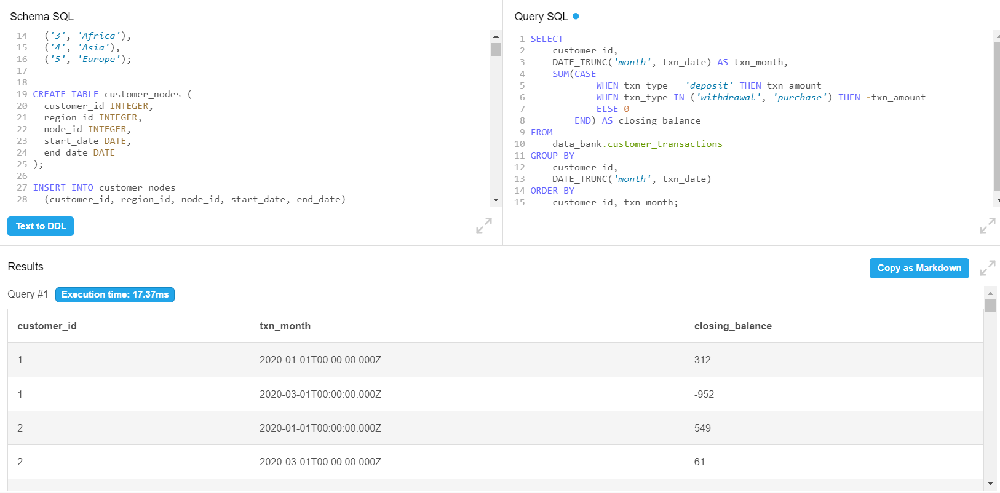 Schema SQL
14 ('3', 'Africa'),
15 ('4', 'Asia'),
16 ('5', 'Europe');
17
18
19 CREATE TABLE customer_nodes (
20 customer_id INTEGER,
21 region_id INTEGER,
22 node_id INTEGER,
23 start_date DATE,
24 end_date DATE
25 );
26
27 INSERT INTO customer_nodes
28 (customer_id, region_id, node_id, start_date, end_date)
Text to DDL
Query SQL
1 SELECT
2 customer_id,
3 DATE_TRUNC('month', txn_date) AS txn_month,
4 SUM(CASE
5 WHEN txn_type = 'deposit' THEN txn_amount
6 WHEN txn_type IN ('withdrawal', 'purchase') THEN -txn_amount
7 ELSE 0
8 END) AS closing_balance
9 FROM
10 data_bank.customer_transactions
11 GROUP BY
12 customer_id,
13 DATE_TRUNC('month', txn_date)
14 ORDER BY
15 customer_id, txn_month;
Results
Copy as Markdown
Query #1 Execution time: 17.37ms
customer_id txn_month closing_balance
1 2020-01-01T00:00:00.000Z 312
1 2020-03-01T00:00:00.000Z -952
2 2020-01-01T00:00:00.000Z 549
2 2020-03-01T00:00:00.000Z 61